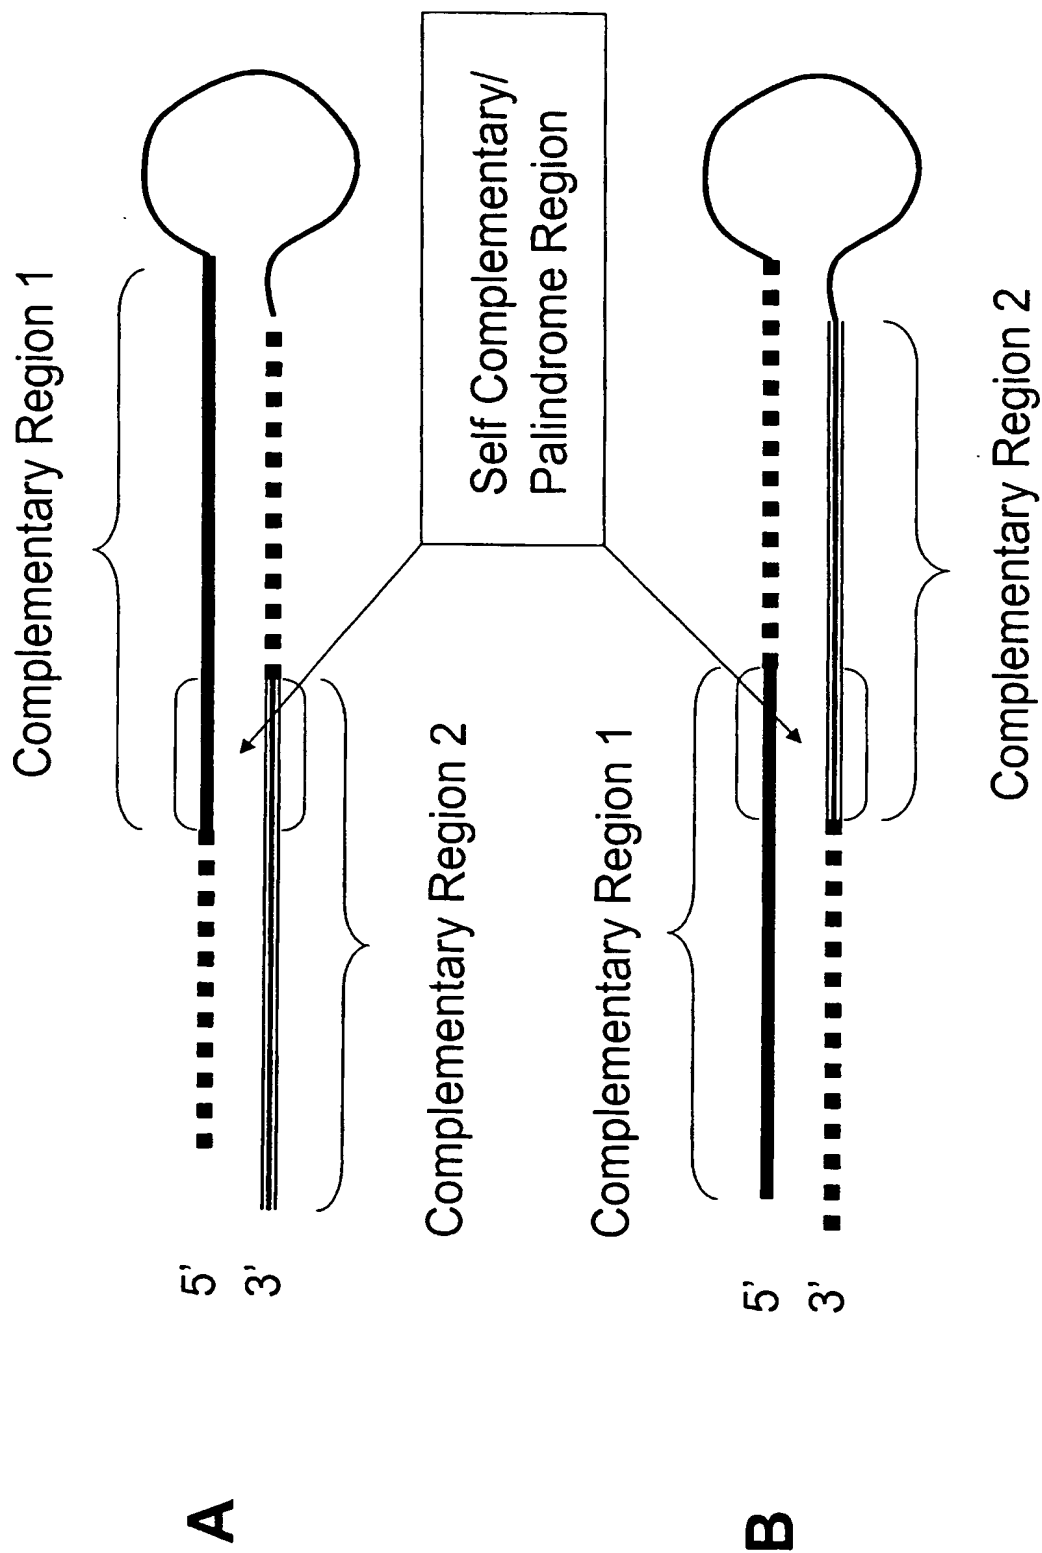 A
Complementary Region 1
5'
3'
Complementary Region 2
Self Complementary/
Palindrome Region
B
Complementary Region 1
5'
3'
Complementary Region 2